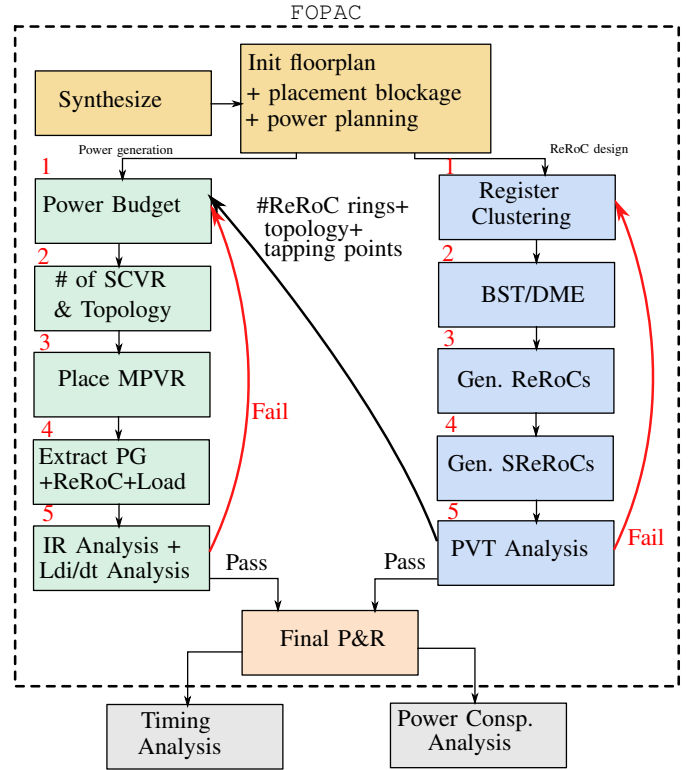 FOPAC
Synthesize
Init floorplan
+ placement blockage
+ power planning
Power generation
ReRoC design
1
Power Budget
2
# of SCVR
& Topology
3
Place MPVR
4
Extract PG
+ReRoC+Load
5
IR Analysis +
Ldi/dt Analysis
Fail
Pass
#ReRoC rings+
topology+
tapping points
1
Register
Clustering
2
BST/DME
3
Gen. ReRoCs
4
Gen. SReRoCs
5
PVT Analysis
Fail
Pass
Final P&R
Timing
Analysis
Power Consp.
Analysis